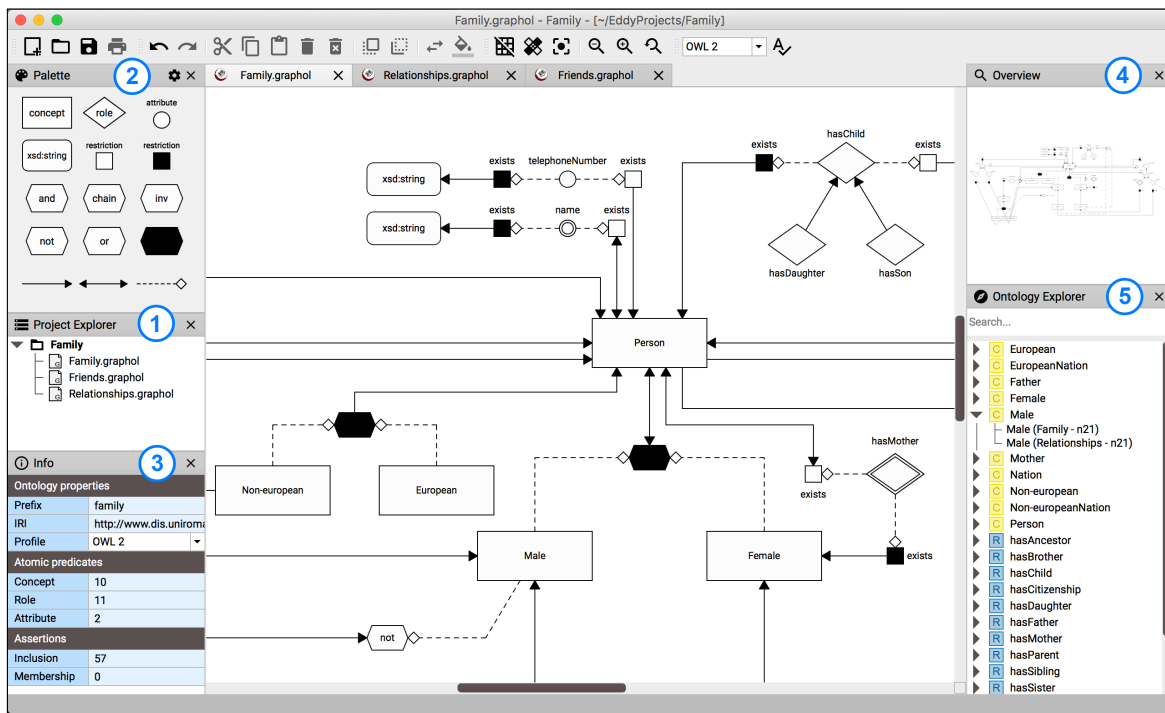 Family.graphol - Family - [~/EddyProjects/Family]
OWL 2
Palette
2
Family.graphol
Relationships.graphol
Friends.graphol
Overview
4
concept
role
attribute
xsd:string
restriction
restriction
and
chain
inv
not
or
Project Explorer
1
Family
Family.graphol
Friends.graphol
Relationships.graphol
Info
3
Ontology properties
Prefix
family
IRI
http://www.dis.uniroma
Profile
OWL 2
Atomic predicates
Concept
10
Role
11
Attribute
2
Assertions
Inclusion
57
Membership
0
hasChild
exists
exists
exists
telephoneNumber
exists
xsd:string
exists
name
exists
xsd:string
hasDaughter
hasSon
Person
hasMother
Non-european
European
exists
Male
Female
exists
not
Ontology Explorer
5
Search...
C European
C EuropeanNation
C Father
C Female
C Male
Male (Family - n21)
Male (Relationships - n21)
C Mother
C Nation
C Non-european
C Non-europeanNation
C Person
R hasAncestor
R hasBrother
R hasChild
R hasCitizenship
R hasDaughter
R hasFather
R hasMother
R hasParent
R hasSibling
R hasSister